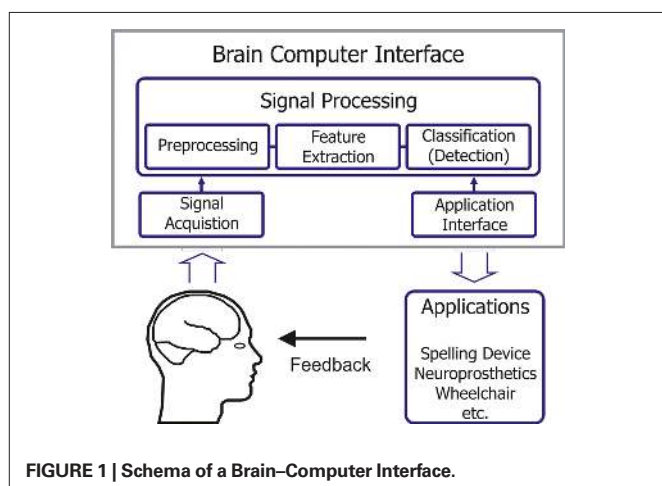 Brain Computer Interface
Signal Processing
Preprocessing
Feature
Extraction
Classification
(Detection)
Signal
Acquistion
Application
Interface
Applications
Spelling Device
Neuroprosthetics
Wheelchair
etc.
Feedback
FIGURE 1 | Schema of a Brain–Computer Interface.